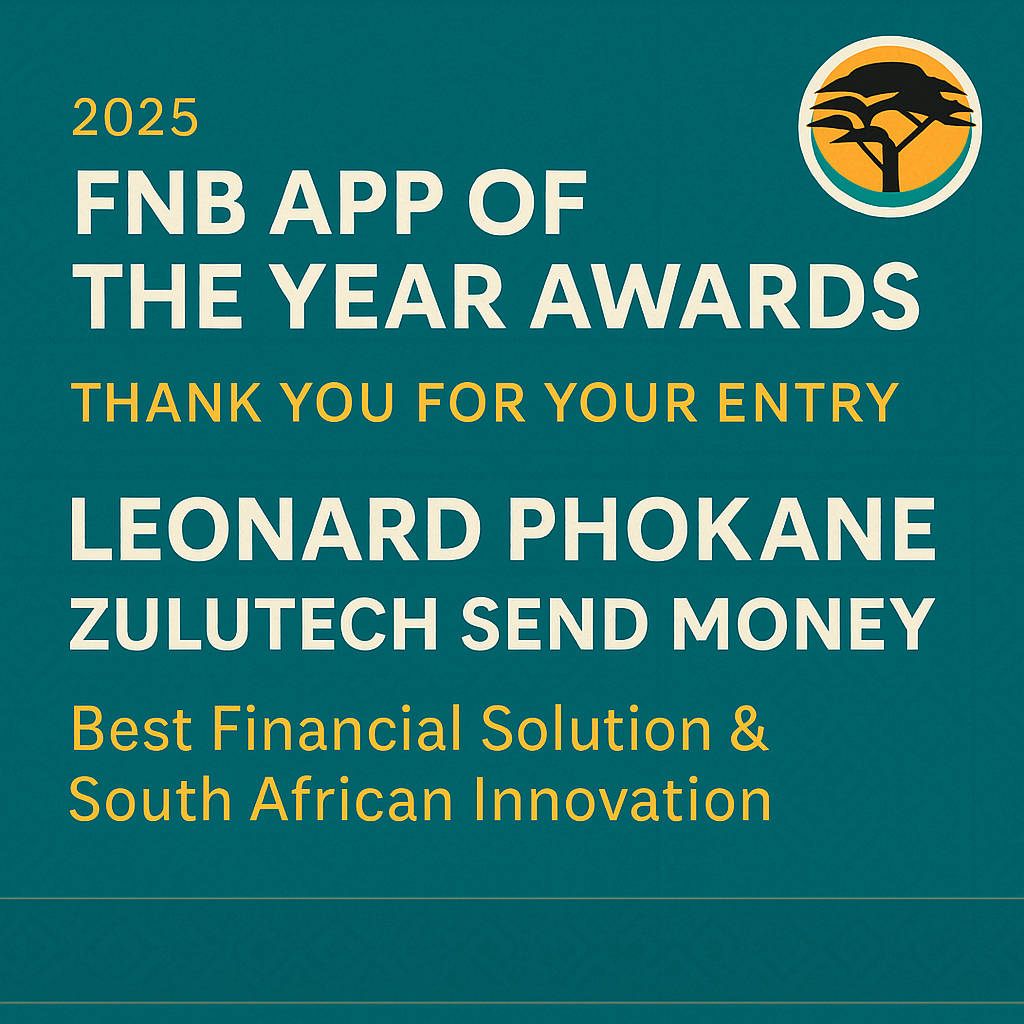 2025
FNB APP OF
THE YEAR AWARDS
THANK YOU FOR YOUR ENTRY
LEONARD PHOKANE
ZULUTECH SEND MONEY
Best Financial Solution &
South African Innovation